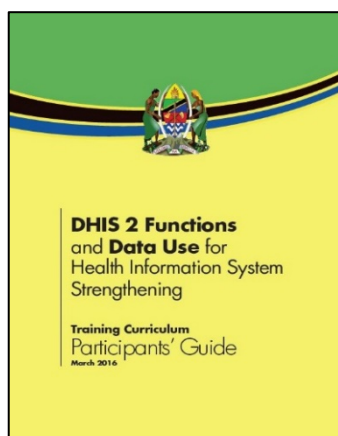 DHIS 2 Functions
and Data Use for
Health Information System
Strengthening
Training Curriculum
Participants' Guide
March 2016